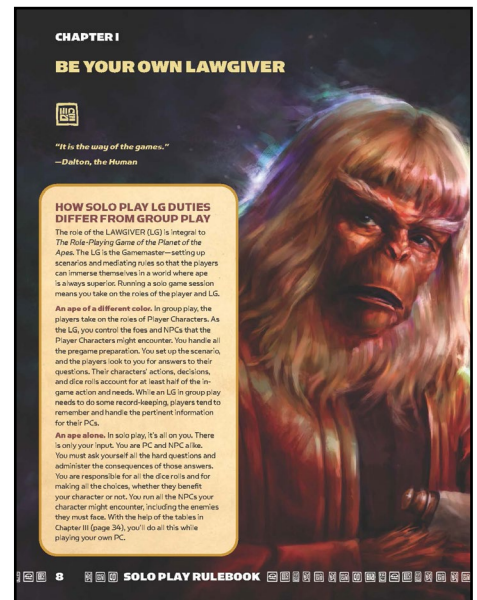 CHAPTER I
BE YOUR OWN LAWGIVER
"It is the way of the games."
—Dalton, the Human
HOW SOLO PLAY LG DUTIES
DIFFER FROM GROUP PLAY
The role of the LAWGIVER (LG) is integral to
The Role-Playing Game of the Planet of the
Apes. The LG is the Gamemaster—setting up
scenarios and mediating rules so that the players
can immerse themselves in a world where ape
is always superior. Running a solo game session
means you take on the roles of the player and LG.
An ape of a different color. In group play, the
players take on the roles of Player Characters. As
the LG, you control the foes and NPCs that the
Player Characters might encounter. You handle all
the pregame preparation. You set up the scenario,
and the players look to you for answers to their
questions. Their characters' actions, decisions,
and dice rolls account for at least half of the in-
game action and needs. While an LG in group play
needs to do some record-keeping, players tend to
remember and handle the pertinent information
for their PCs.
An ape alone. In solo play, it's all on you. There
is only your input. You are PC and NPC alike.
You must ask yourself all the hard questions and
administer the consequences of those answers.
You are responsible for all the dice rolls and for
making all the choices, whether they benefit
your character or not. You run all the NPCs your
character might encounter, including the enemies
they must face. With the help of the tables in
Chapter III (page 34), you'll do all this while
playing your own PC.
8 SOLO PLAY RULEBOOK